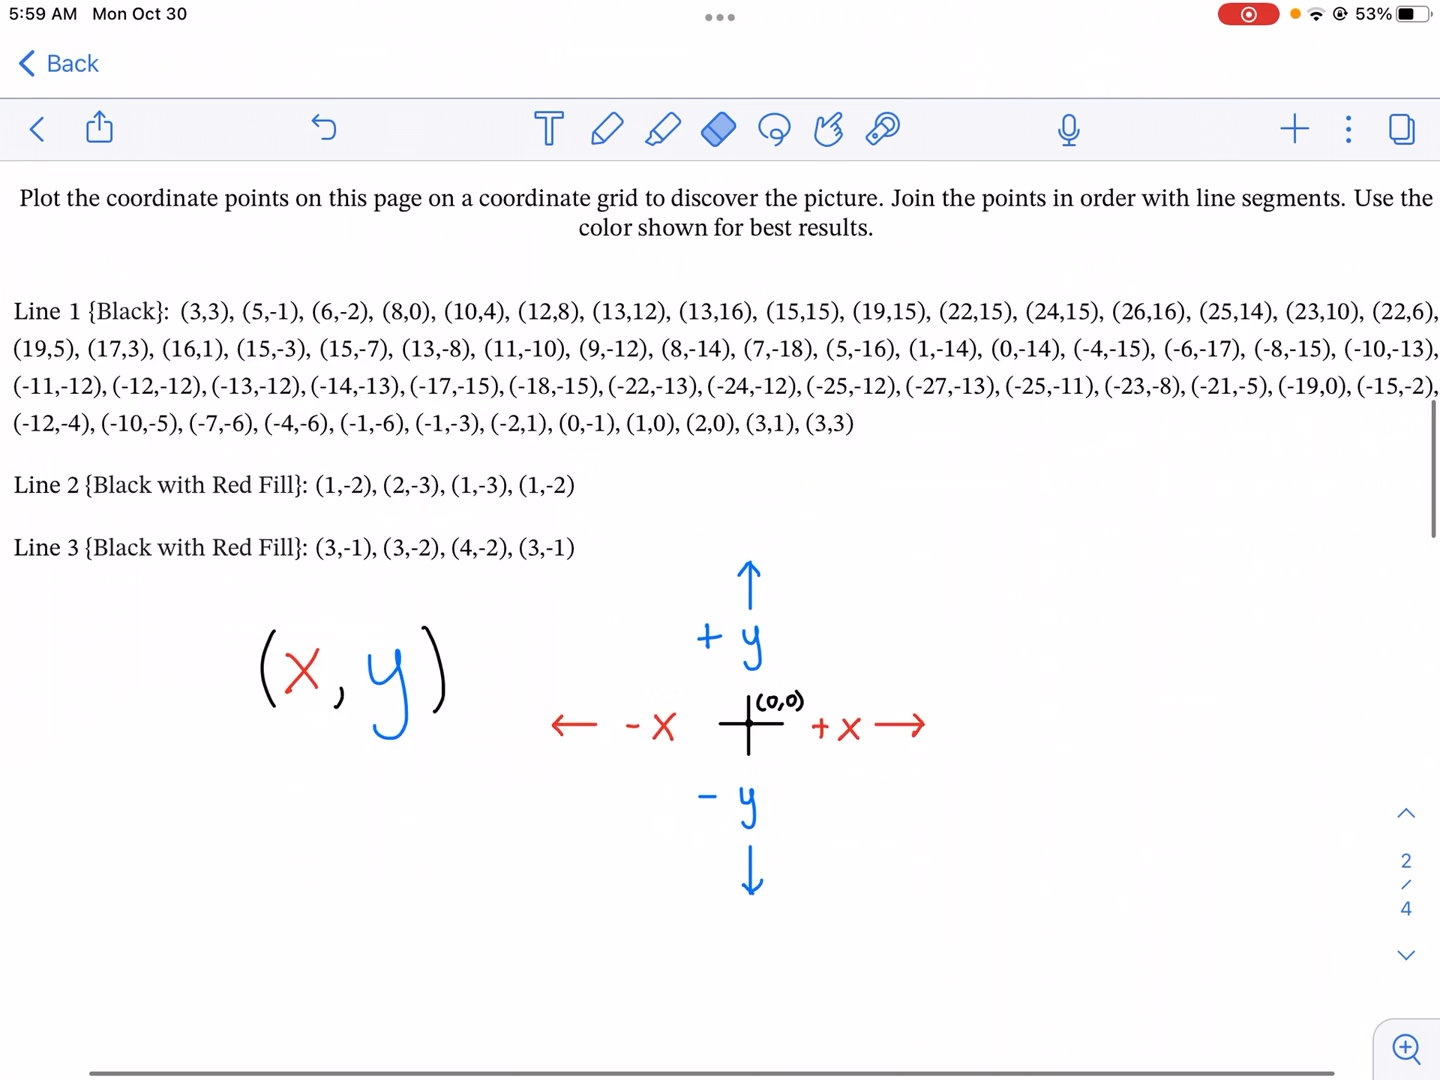 5:59 AM Mon Oct 30
53%
Back
Plot the coordinate points on this page on a coordinate grid to discover the picture. Join the points in order with line segments. Use the
color shown for best results.
Line 1 {Black}: (3,3), (5,-1), (6,-2), (8,0), (10,4), (12,8), (13,12), (13,16), (15,15), (19,15), (22,15), (24,15), (26,16), (25,14), (23,10), (22,6),
(19,5), (17,3), (16,1), (15,-3), (15,-7), (13,-8), (11,-10), (9,-12), (8,-14), (7,-18), (5,-16), (1,-14), (0,-14), (-4,-15), (-6,-17), (-8,-15), (-10,-13),
(-11,-12), (-12,-12), (-13,-12), (-14,-13), (-17,-15), (-18,-15), (-22,-13), (-24,-12), (-25,-12), (-27,-13), (-25,-11), (-23,-8), (-21,-5), (-19,0), (-15,-2),
(-12,-4), (-10,-5), (-7,-6), (-4,-6), (-1,-6), (-1,-3), (-2,1), (0,-1), (1,0), (2,0), (3,1), (3,3)
Line 2 {Black with Red Fill}: (1,-2), (2,-3), (1,-3), (1,-2)
Line 3 {Black with Red Fill}: (3,-1), (3,-2), (4,-2), (3,-1)
+ y
(x, y)
(0,0)
- x
+ x
- y
2
/
4